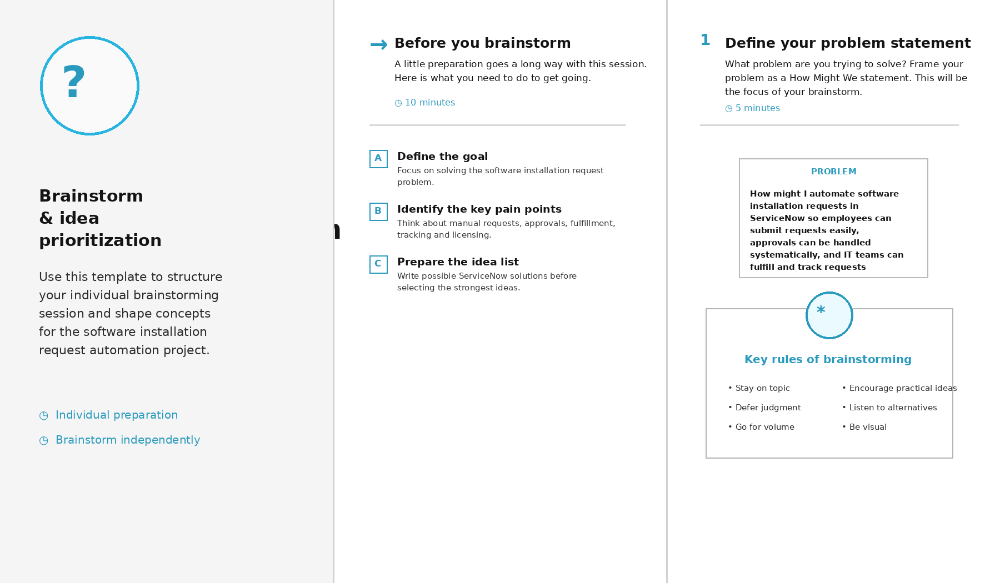 ?
Brainstorm
& idea
prioritization
Use this template to structure
your individual brainstorming
session and shape concepts
for the software installation
request automation project.
◷ Individual preparation
◷ Brainstorm independently
→ Before you brainstorm
A little preparation goes a long way with this session.
Here is what you need to do to get going.
◷ 10 minutes
A Define the goal
Focus on solving the software installation request
problem.
B Identify the key pain points
Think about manual requests, approvals, fulfillment,
tracking and licensing.
C Prepare the idea list
Write possible ServiceNow solutions before
selecting the strongest ideas.
1 Define your problem statement
What problem are you trying to solve? Frame your
problem as a How Might We statement. This will be
the focus of your brainstorm.
◷ 5 minutes
PROBLEM
How might I automate software
installation requests in
ServiceNow so employees can
submit requests easily,
approvals can be handled
systematically, and IT teams can
fulfill and track requests
*
Key rules of brainstorming
• Stay on topic
• Encourage practical ideas
• Defer judgment
• Listen to alternatives
• Go for volume
• Be visual